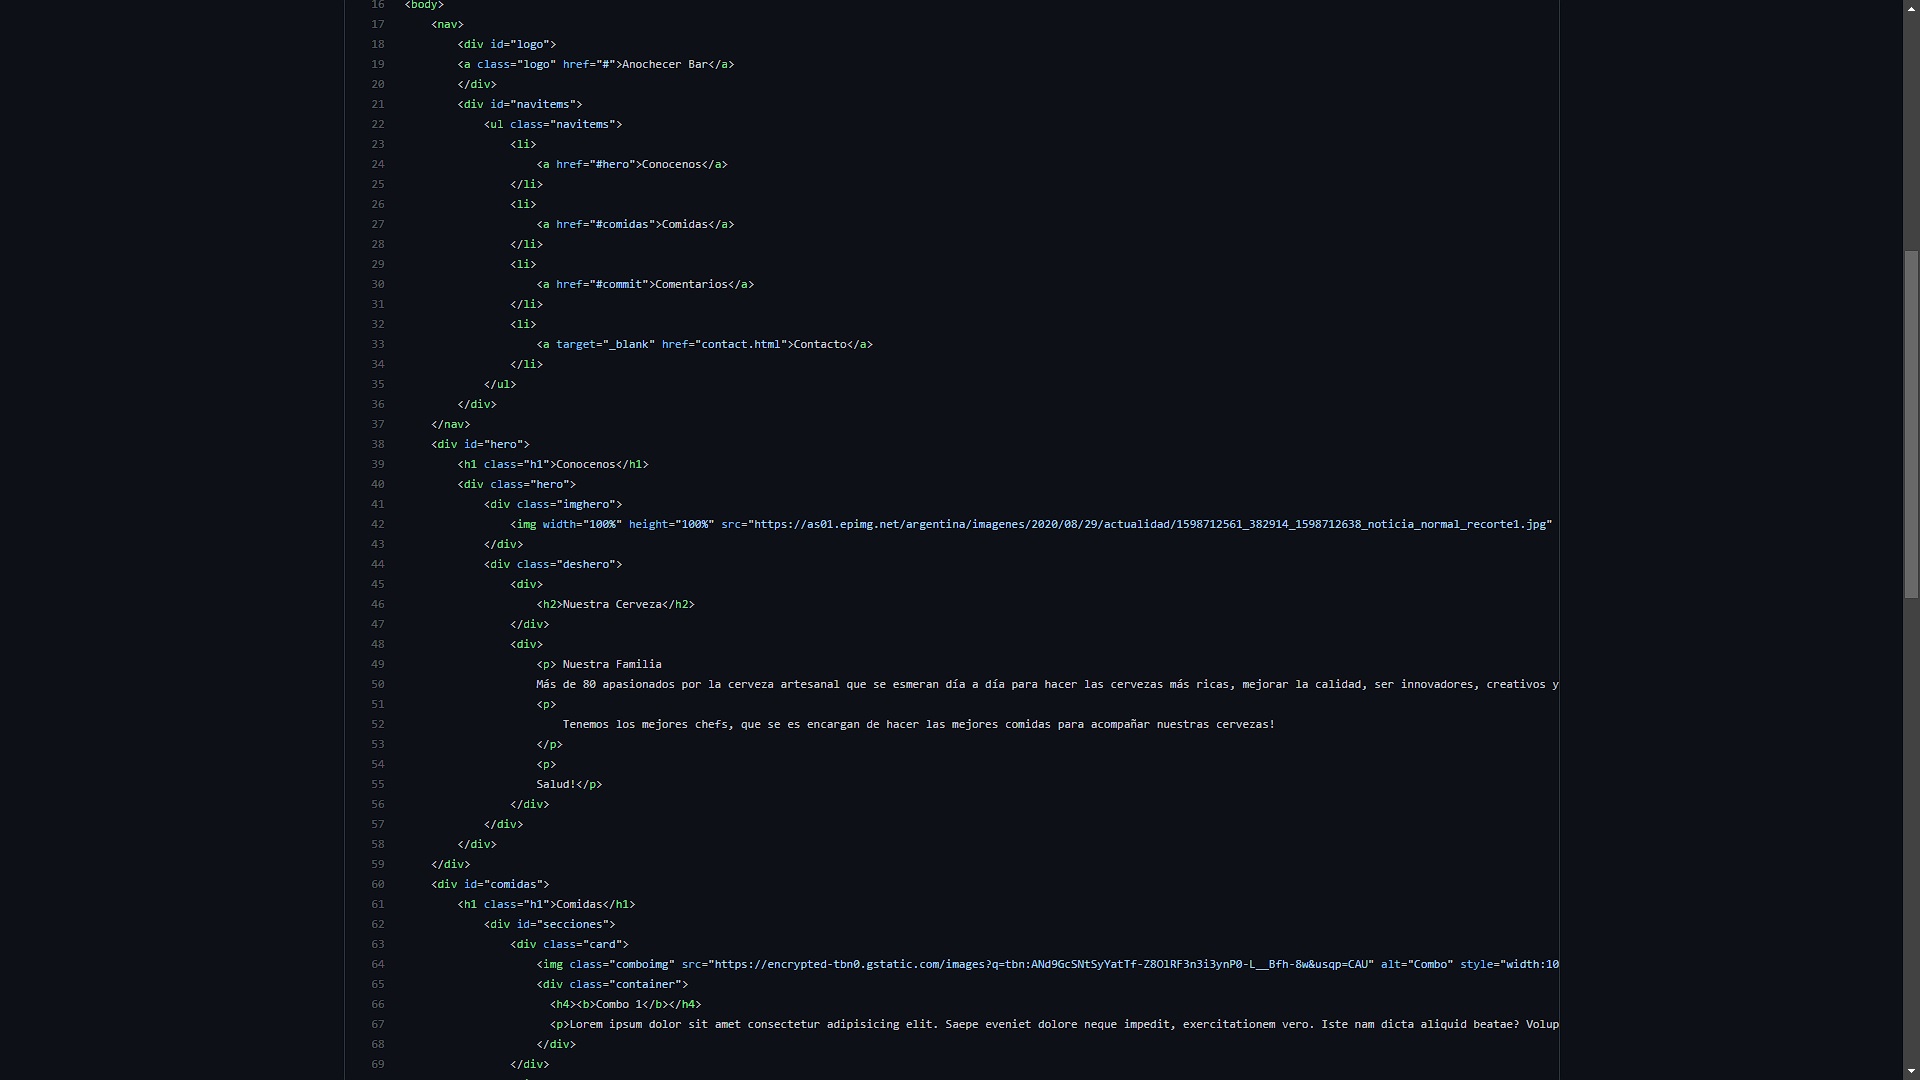 16 <body>
17 <nav>
18 <div id="logo">
19 <a class="logo" href="#">Anochecer Bar</a>
20 </div>
21 <div id="navitems">
22 <ul class="navitems">
23 <li>
24 <a href="#hero">Conocenos</a>
25 </li>
26 <li>
27 <a href="#comidas">Comidas</a>
28 </li>
29 <li>
30 <a href="#commit">Comentarios</a>
31 </li>
32 <li>
33 <a target="_blank" href="contact.html">Contacto</a>
34 </li>
35 </ul>
36 </div>
37 </nav>
38 <div id="hero">
39 <h1 class="h1">Conocenos</h1>
40 <div class="hero">
41 <div class="imghero">
42 <img width="100%" height="100%" src="https://as01.epimg.net/argentina/imagenes/2020/08/29/actualidad/1598712561_382914_1598712638_noticia_normal_recorte1.jpg"
43 </div>
44 <div class="deshero">
45 <div>
46 <h2>Nuestra Cerveza</h2>
47 </div>
48 <div>
49 <p> Nuestra Familia
50 Más de 80 apasionados por la cerveza artesanal que se esmeran día a día para hacer las cervezas más ricas, mejorar la calidad, ser innovadores, creativos y
51 <p>
52 Tenemos los mejores chefs, que se es encargan de hacer las mejores comidas para acompañar nuestras cervezas!
53 </p>
54 <p>
55 Salud!</p>
56 </div>
57 </div>
58 </div>
59 </div>
60 <div id="comidas">
61 <h1 class="h1">Comidas</h1>
62 <div id="secciones">
63 <div class="card">
64 <img class="comboimg" src="https://encrypted-tbn0.gstatic.com/images?q=tbn:ANd9GcSNtSyYatTf-Z8OlRF3n3i3ynP0-L__Bfh-8w&usqp=CAU" alt="Combo" style="width:10
65 <div class="container">
66 <h4><b>Combo 1</b></h4>
67 <p>Lorem ipsum dolor sit amet consectetur adipisicing elit. Saepe eveniet dolore neque impedit, exercitationem vero. Iste nam dicta aliquid beatae? Volup
68 </div>
69 </div>